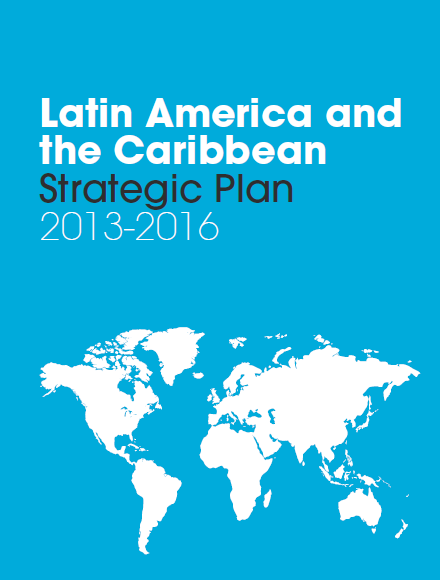 Latin America and
the Caribbean
Strategic Plan
2013-2016